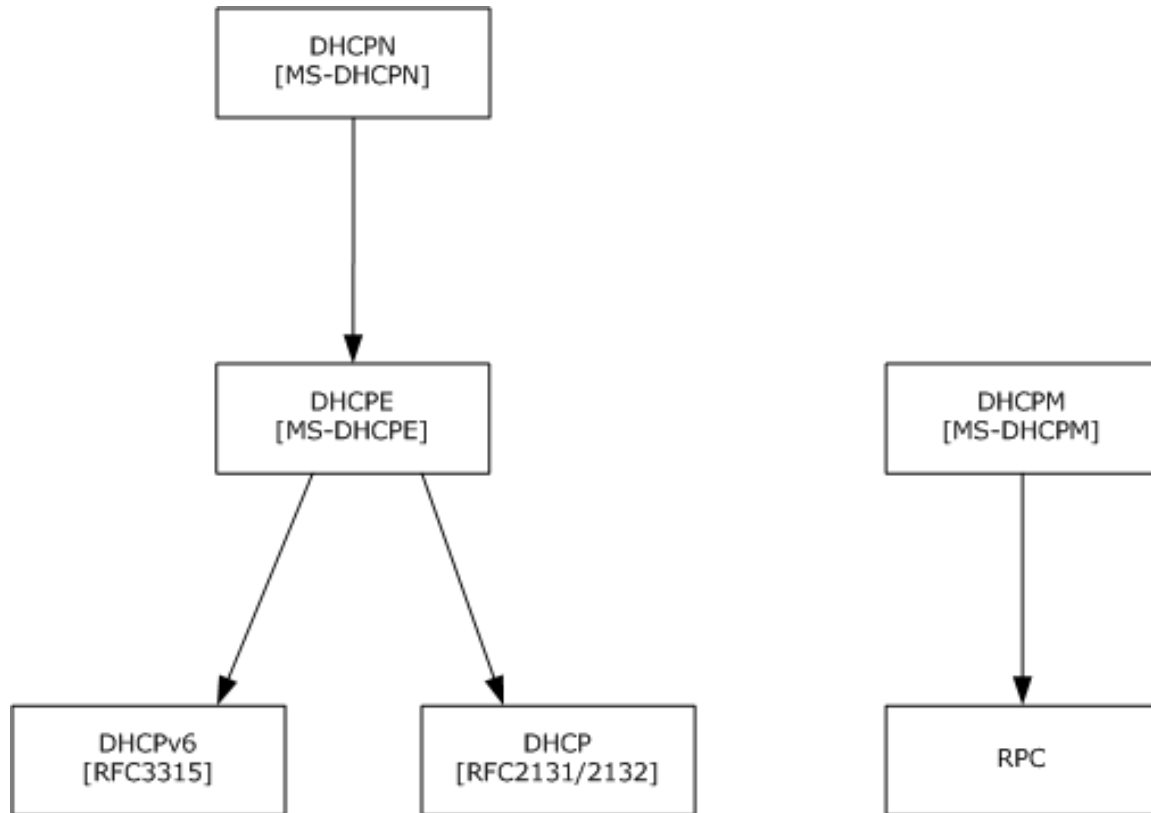 DHCPN
[MS-DHCPN]
DHCPE
[MS-DHCPE]
DHCPM
[MS-DHCPM]
DHCPv6
[RFC3315]
DHCP
[RFC2131/2132]
RPC